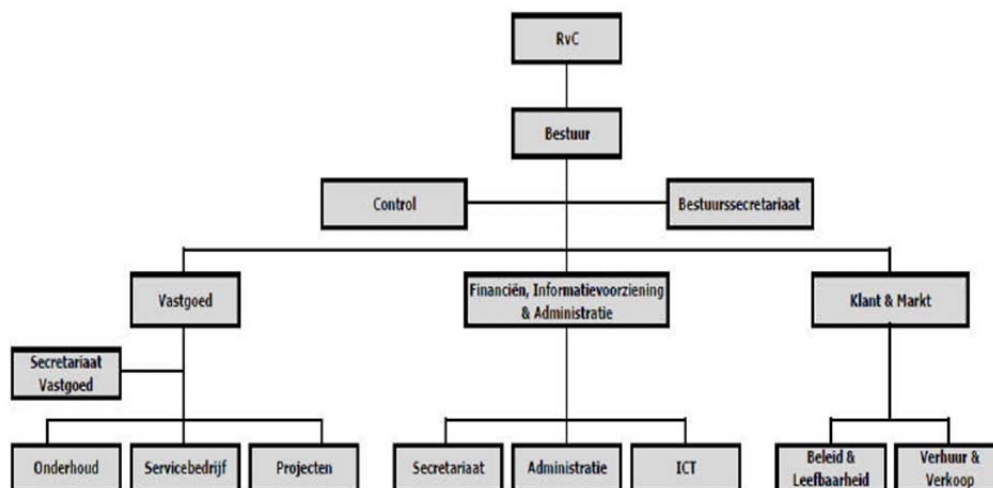 RvC
Bestuur
Control
Bestuurssecretariaat
Vastgoed
Financiën, Informatievoorziening
& Administratie
Klant & Markt
Secretariaat
Vastgoed
Onderhoud
Servicebedrijf
Projecten
Secretariaat
Administratie
ICT
Beleid &
Leefbaarheid
Verhuur &
Verkoop